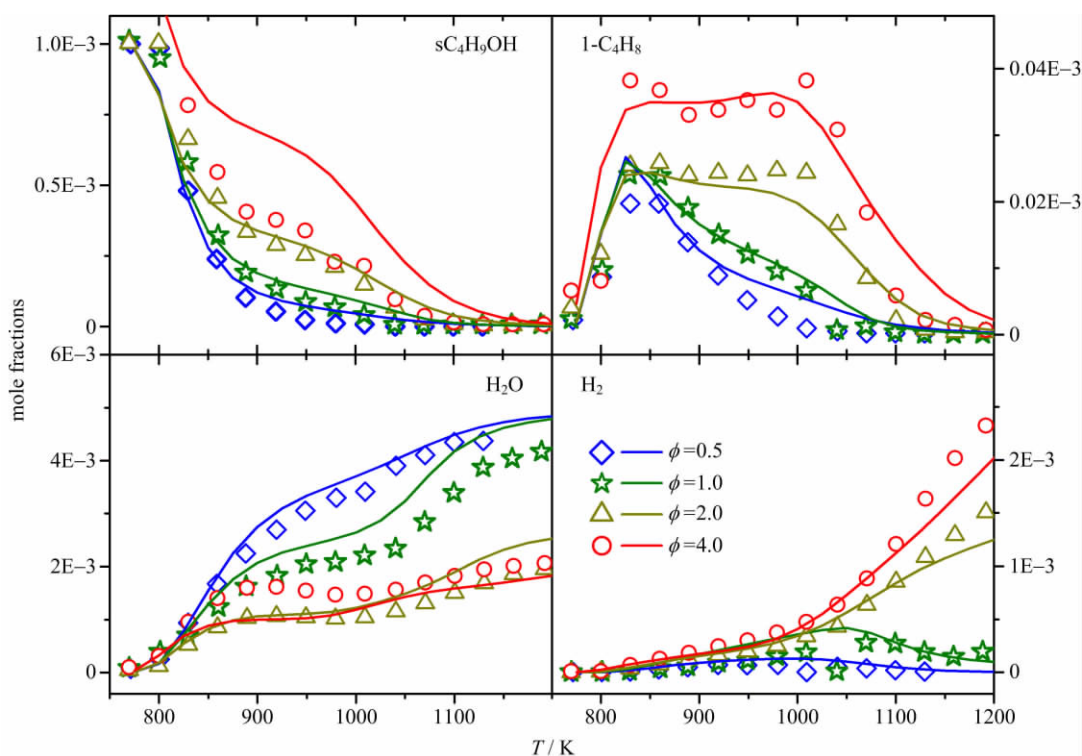 sC₄H₉OH
1-C₄H₈
1.0E−3
0.5E−3
0
6E−3
0.04E−3
0.02E−3
0
mole fractions
H₂O
H₂
4E−3
2E−3
0
ϕ=0.5
ϕ=1.0
ϕ=2.0
ϕ=4.0
2E−3
1E−3
0
800 900 1000 1100 800 900 1000 1100 1200
T / K